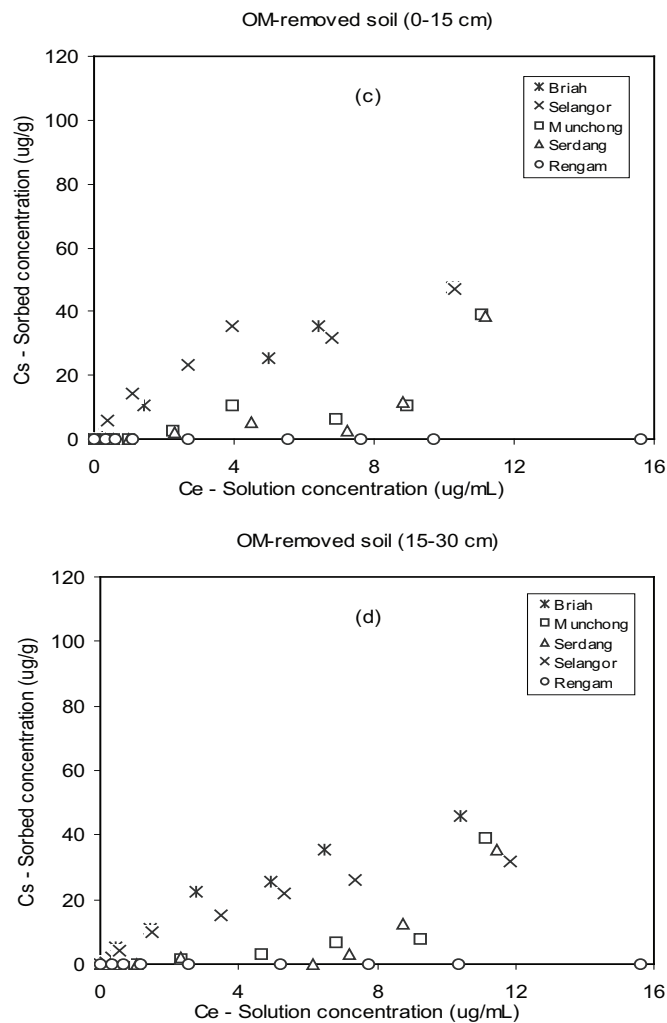 OM-removed soil (0-15 cm)
120
100
80
60
40
20
0
Cs - Sorbed concentration (ug/g)
(c)
Briah
Selangor
Munchong
Serdang
Rengam
0 4 8 12 16
Ce - Solution concentration (ug/mL)
OM-removed soil (15-30 cm)
120
100
80
60
40
20
0
Cs - Sorbed concentration (ug/g)
(d)
Briah
Munchong
Serdang
Selangor
Rengam
0 4 8 12 16
Ce - Solution concentration (ug/mL)